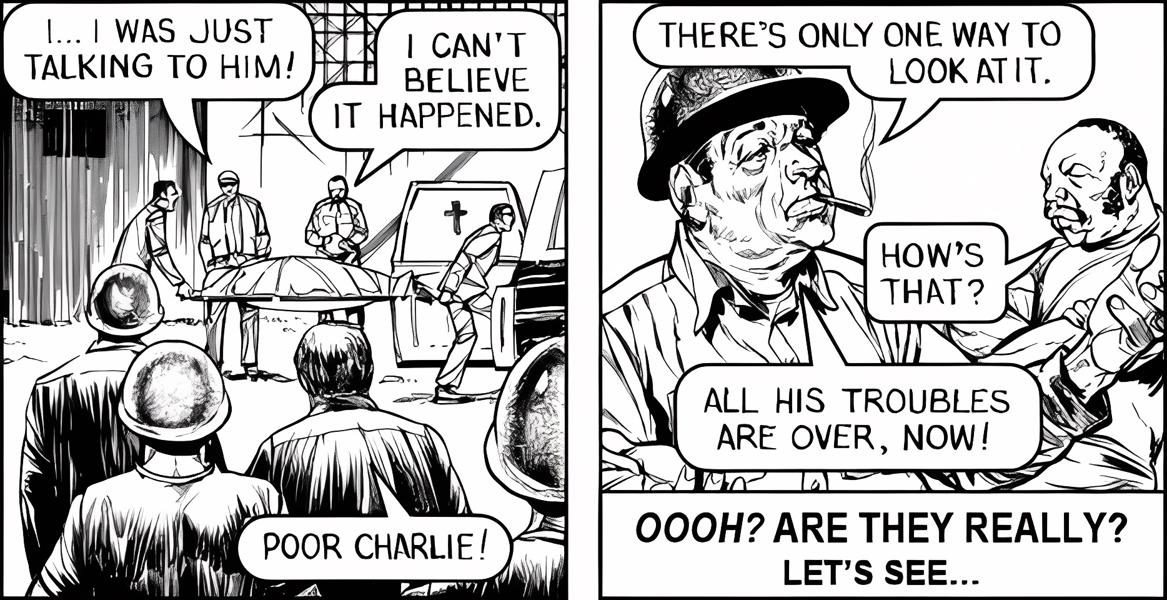 I... I WAS JUST
TALKING TO HIM!
I CAN'T
BELIEVE
IT HAPPENED.
POOR CHARLIE!
THERE'S ONLY ONE WAY TO
LOOK AT IT.
HOW'S
THAT?
ALL HIS TROUBLES
ARE OVER, NOW!
OOOH? ARE THEY REALLY?
LET'S SEE...